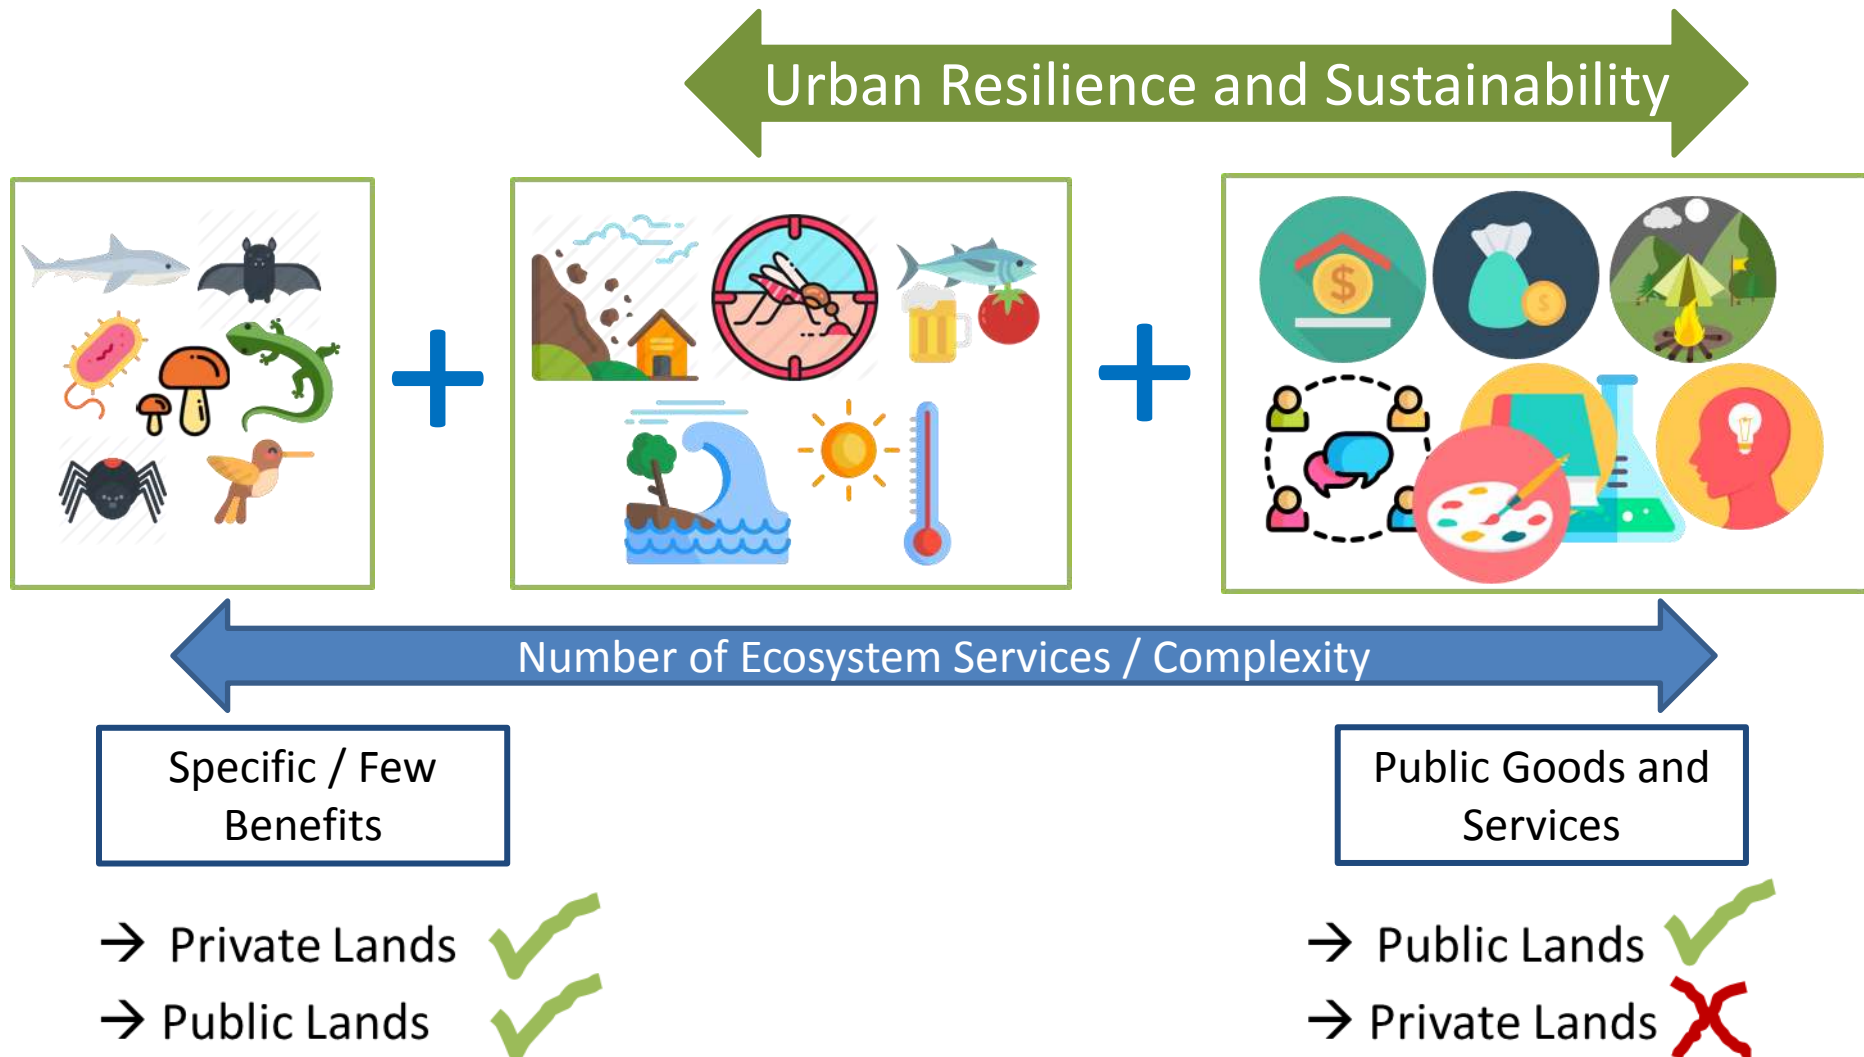 Urban Resilience and Sustainability
$
$
Number of Ecosystem Services / Complexity
Specific / Few
Benefits
Public Goods and
Services
→ Private Lands
→ Public Lands
→ Public Lands
→ Private Lands